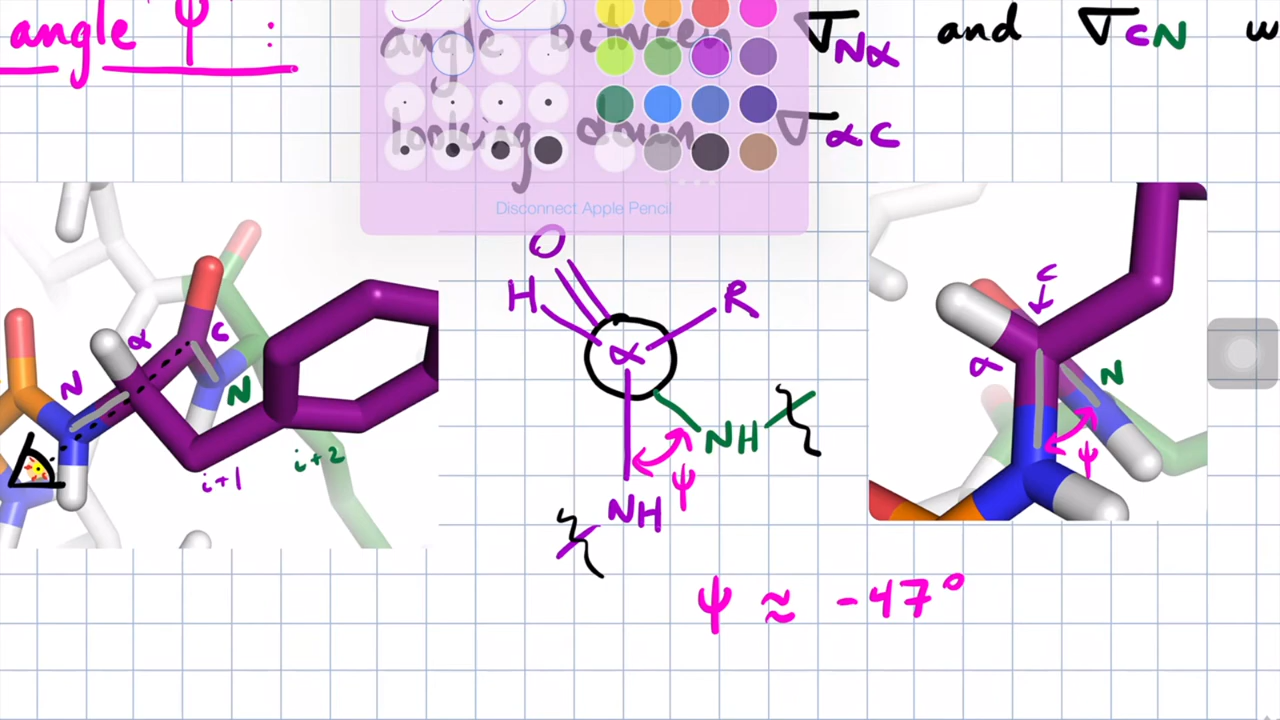 angle ψ : angle between σNα and σCN w
looking down σαC
Disconnect Apple Pencil
O
H R
α
NH
ψ
NH
α C
N N
i+1 i+2
C
α N
ψ
ψ ≈ -47°